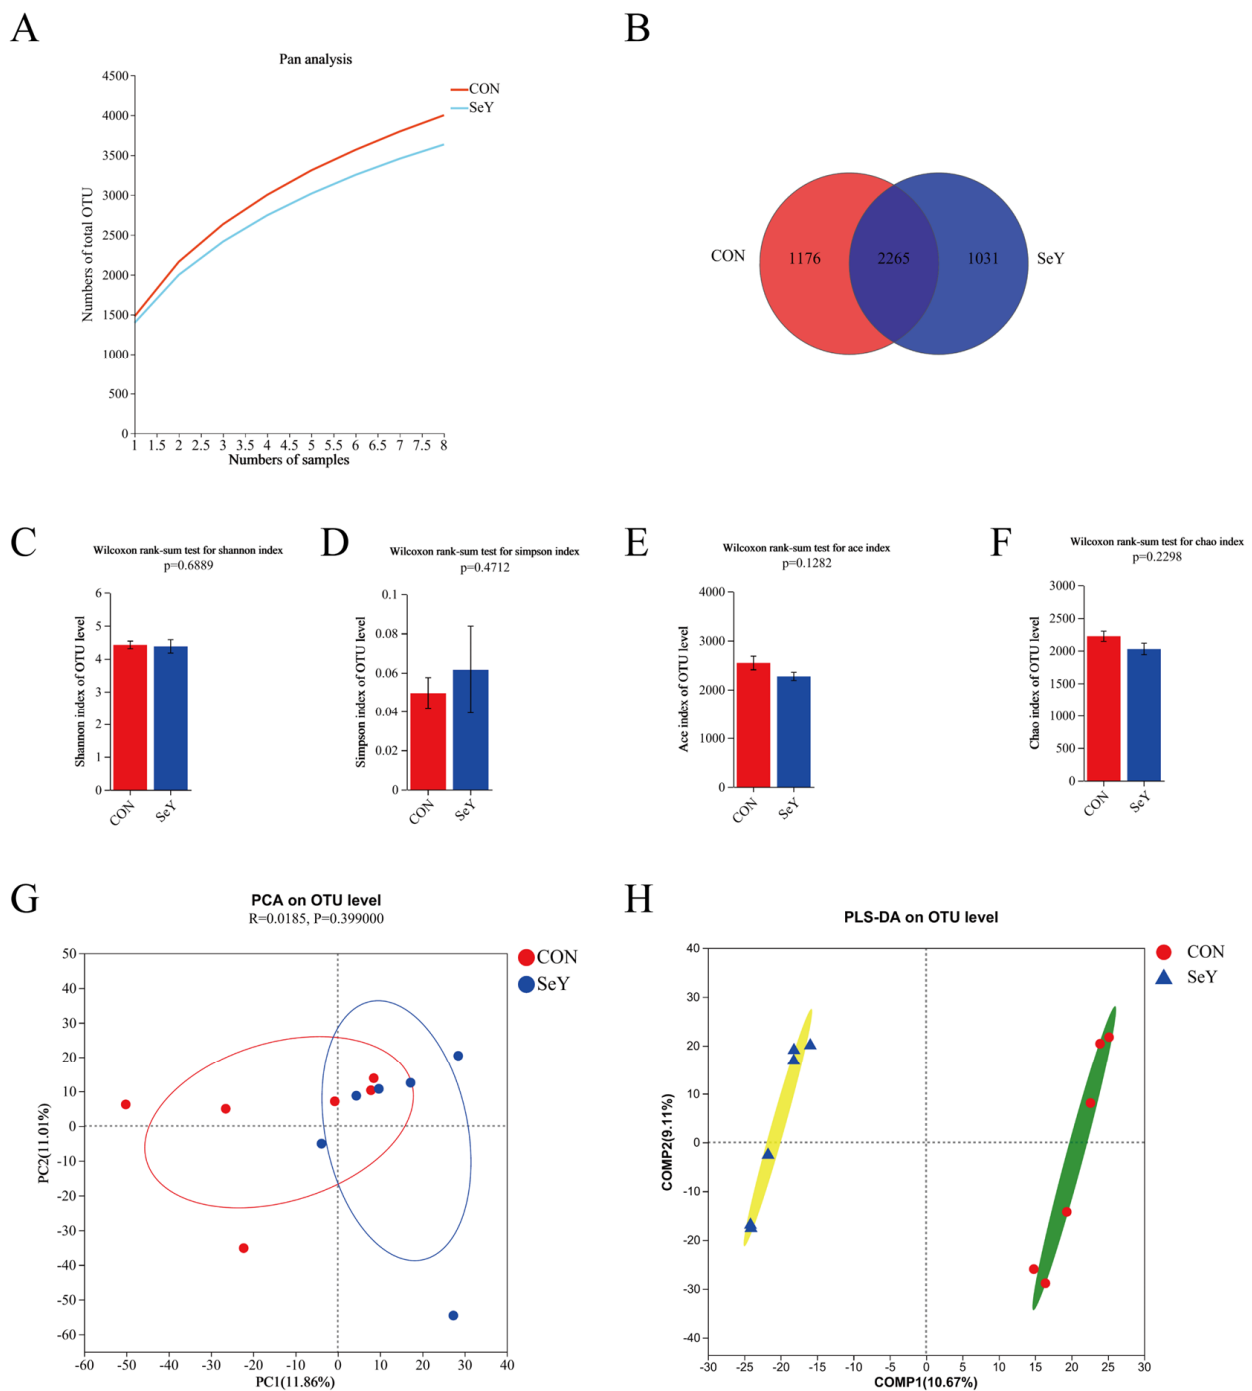 A
Pan analysis
4500
4000
3500
3000
2500
2000
1500
1000
500
0
Numbers of total OTU
1 1.5 2 2.5 3 3.5 4 4.5 5 5.5 6 6.5 7 7.5 8
Numbers of samples
CON
SeY
B
CON
1176
2265
1031
SeY
C
Wilcoxon rank-sum test for shannon index
p=0.6889
Shannon index of OTU level
6
5
4
3
2
1
0
CON
SeY
D
Wilcoxon rank-sum test for simpson index
p=0.4712
Simpson index of OTU level
0.1
0.08
0.06
0.04
0.02
0
CON
SeY
E
Wilcoxon rank-sum test for ace index
p=0.1282
Ace index of OTU level
4000
3000
2000
1000
0
CON
SeY
F
Wilcoxon rank-sum test for chao index
p=0.2298
Chao index of OTU level
3000
2500
2000
1500
1000
500
0
CON
SeY
G
PCA on OTU level
R=0.0185, P=0.399000
CON
SeY
50
40
30
20
10
0
-10
-20
-30
-40
-50
-60
PC2(11.01%)
-60 -50 -40 -30 -20 -10 0 10 20 30 40
PC1(11.86%)
H
PLS-DA on OTU level
CON
SeY
40
30
20
10
0
-10
-20
-30
-40
COMP2(9.11%)
-30 -25 -20 -15 -10 -5 0 5 10 15 20 25 30
COMP1(10.67%)